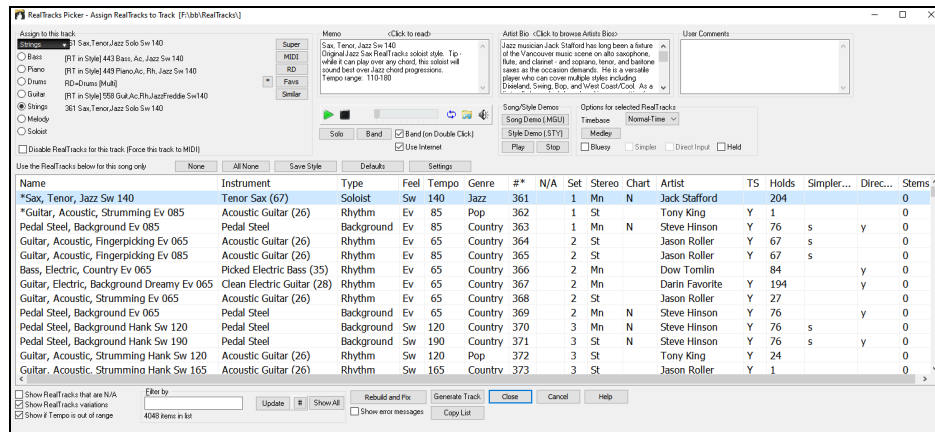 RealTracks Picker - Assign RealTracks to Track [F:\bb\RealTracks\]
Assign to this track
Strings 61 Sax,Tenor,Jazz Solo Sw 140
Bass [RT in Style] 443 Bass, Ac, Jazz Sw 140
Piano [RT in Style] 449 Piano,Ac, Rh, Jazz Sw 140
Drums RD=Drums [Multi]
Guitar [RT in Style] 558 Guit,Ac,Rh,JazzFreddie Sw140
Strings 361 Sax,Tenor,Jazz Solo Sw 140
Melody
Soloist
Disable RealTracks for this track (Force this track to MIDI)
Super
MIDI
RD
* Favs
Similar
Memo <Click to read>
Sax, Tenor, Jazz Sw 140
Original Jazz Sax RealTracks soloist style. Tip -
while it can play over any chord, this soloist will
sound best over Jazz chord progressions.
Tempo range: 110-180
Solo Band Band (on Double Click)
Use Internet
Artist Bio <Click to browse Artists Bios>
Jazz musician Jack Stafford has long been a fixture
of the Vancouver music scene on alto saxophone,
flute, and clarinet - and soprano, tenor, and baritone
saxes as the occasion demands. He is a versatile
player who can cover multiple styles including
Dixieland, Swing, Bop, and West Coast/Cool. As a
User Comments
Song/Style Demos
Song Demo (.MGU)
Style Demo (.STY)
Play Stop
Options for selected RealTracks
Timebase Normal-Time
Medley
Bluesy Simpler Direct Input Held
Use the RealTracks below for this song only None All None Save Style Defaults Settings
Name Instrument Type Feel Tempo Genre #* N/A Set Stereo Chart Artist TS Holds Simpler... Direc... Stems
*Sax, Tenor, Jazz Sw 140 Tenor Sax (67) Soloist Sw 140 Jazz 361 1 Mn N Jack Stafford 204 0
*Guitar, Acoustic, Strumming Ev 085 Acoustic Guitar (26) Rhythm Ev 85 Pop 362 1 St Tony King Y 1 0
Pedal Steel, Background Ev 085 Pedal Steel Background Ev 85 Country 363 1 Mn N Steve Hinson Y 76 s y 0
Guitar, Acoustic, Fingerpicking Ev 065 Acoustic Guitar (26) Rhythm Ev 65 Country 364 2 St Jason Roller Y 67 s 0
Guitar, Acoustic, Fingerpicking Ev 085 Acoustic Guitar (26) Rhythm Ev 85 Country 365 2 St Jason Roller Y 67 s 0
Bass, Electric, Country Ev 065 Picked Electric Bass (35) Rhythm Ev 65 Country 366 2 Mn Dow Tomlin 84 y 0
Guitar, Electric, Background Dreamy Ev 065 Clean Electric Guitar (28) Rhythm Ev 65 Country 367 2 Mn Darin Favorite Y 194 y 0
Guitar, Acoustic, Strumming Ev 065 Acoustic Guitar (26) Rhythm Ev 65 Country 368 2 St Jason Roller Y 27 0
Pedal Steel, Background Ev 065 Pedal Steel Background Ev 65 Country 369 2 Mn N Steve Hinson Y 76 y 0
Pedal Steel, Background Hank Sw 120 Pedal Steel Background Sw 120 Country 370 3 Mn N Steve Hinson Y 76 s 0
Pedal Steel, Background Hank Sw 190 Pedal Steel Background Sw 190 Country 371 3 St N Steve Hinson Y 76 s y 0
Guitar, Acoustic, Strumming Hank Sw 120 Acoustic Guitar (26) Rhythm Sw 120 Pop 372 3 St Tony King Y 24 0
Guitar, Acoustic, Strumming Hank Sw 165 Acoustic Guitar (26) Rhythm Sw 165 Country 373 3 St Jason Roller Y 1 0
Show RealTracks that are N/A
Show RealTracks variations
Show if Tempo is out of range
Filter by
Update # Show All
4048 items in list
Rebuild and Fix Generate Track Close Cancel Help
Show error messages Copy List